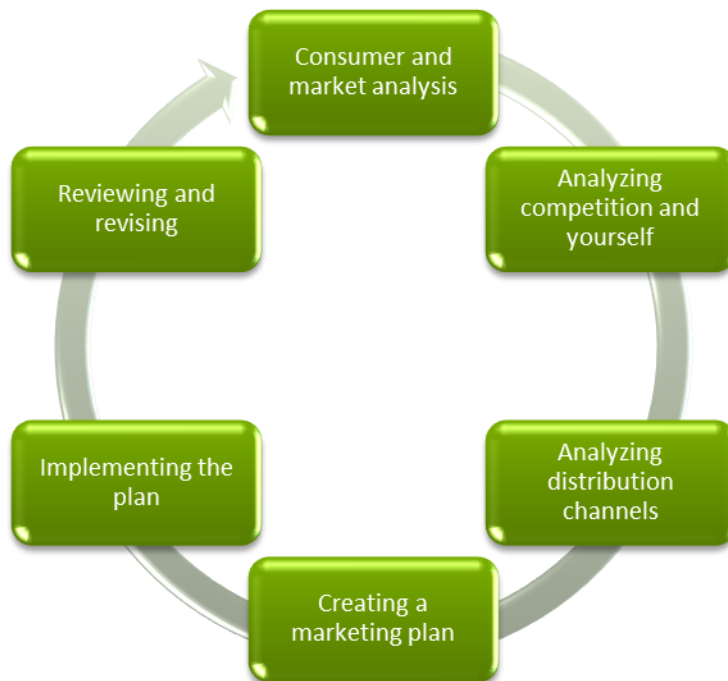 Consumer and
market analysis
Analyzing
competition and
yourself
Analyzing
distribution
channels
Creating a
marketing plan
Implementing the
plan
Reviewing and
revising